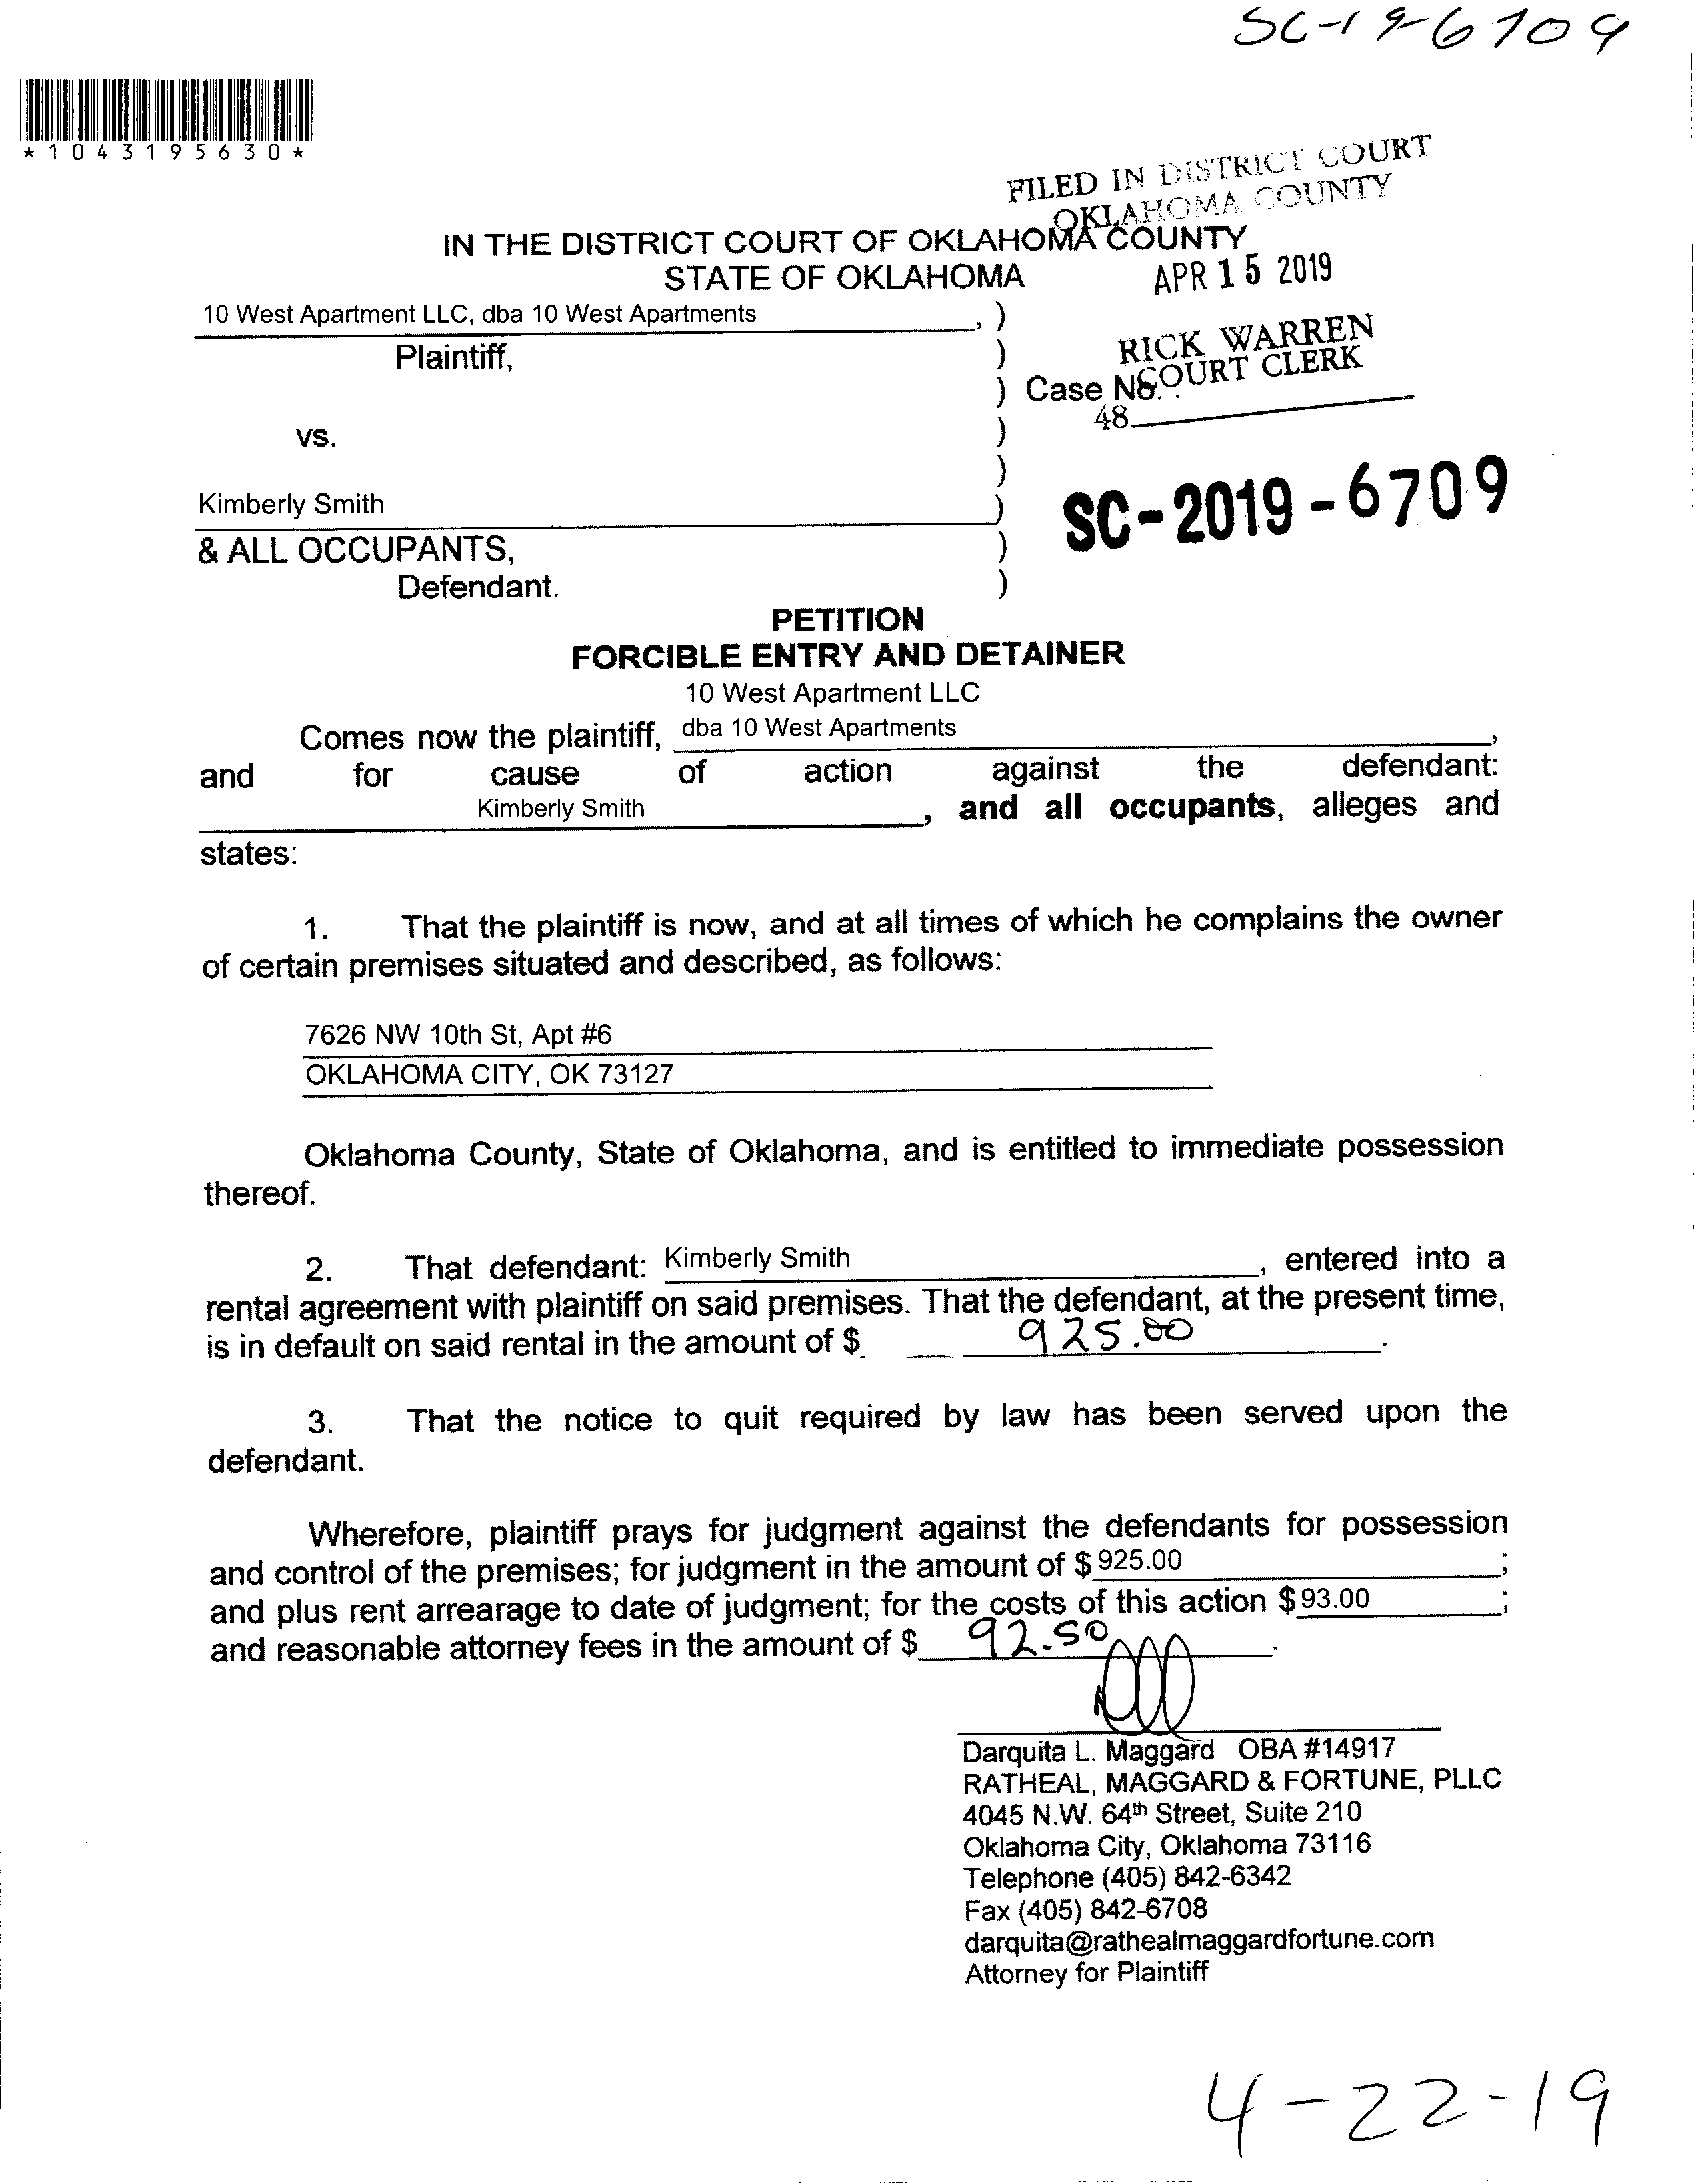 SC-19-6709
*1043195630*
FILED IN DISTRICT COURT
OKLAHOMA COUNTY
IN THE DISTRICT COURT OF OKLAHOMA COUNTY
STATE OF OKLAHOMA
APR 15 2019
10 West Apartment LLC, dba 10 West Apartments , )
Plaintiff, )
RICK WARREN
COURT CLERK
) Case No.:
48
vs. )
)
Kimberly Smith )
SC-2019-6709
& ALL OCCUPANTS, )
Defendant. )
PETITION
FORCIBLE ENTRY AND DETAINER
10 West Apartment LLC
Comes now the plaintiff, dba 10 West Apartments ,
and for cause of action against the defendant:
Kimberly Smith , and all occupants, alleges and
states:
1. That the plaintiff is now, and at all times of which he complains the owner
of certain premises situated and described, as follows:
7626 NW 10th St, Apt #6
OKLAHOMA CITY, OK 73127
Oklahoma County, State of Oklahoma, and is entitled to immediate possession
thereof.
2. That defendant: Kimberly Smith , entered into a
rental agreement with plaintiff on said premises. That the defendant, at the present time,
is in default on said rental in the amount of $ 925.00 .
3. That the notice to quit required by law has been served upon the
defendant.
Wherefore, plaintiff prays for judgment against the defendants for possession
and control of the premises; for judgment in the amount of $ 925.00 ;
and plus rent arrearage to date of judgment; for the costs of this action $ 93.00 ;
and reasonable attorney fees in the amount of $ 92.50 .
Darquita L. Maggard OBA #14917
RATHEAL, MAGGARD & FORTUNE, PLLC
4045 N.W. 64th Street, Suite 210
Oklahoma City, Oklahoma 73116
Telephone (405) 842-6342
Fax (405) 842-6708
darquita@rathealmaggardfortune.com
Attorney for Plaintiff
4-22-19